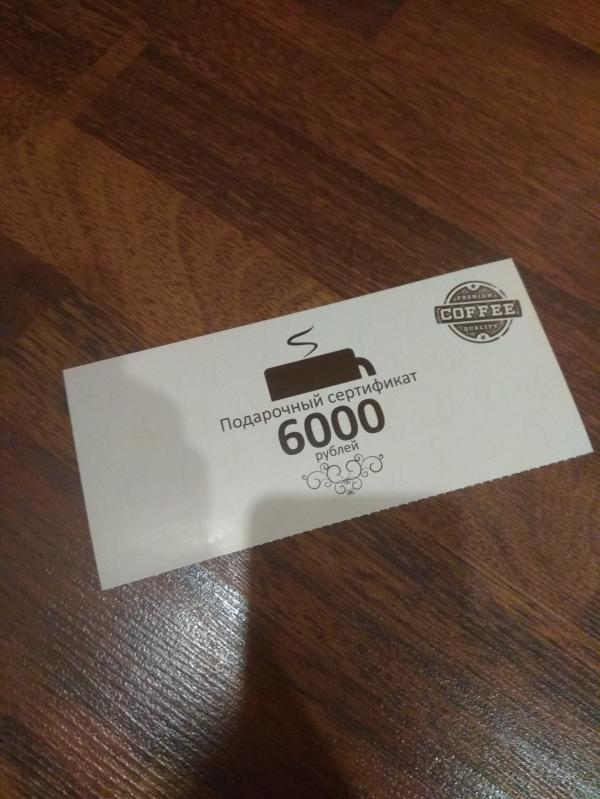 PREMIUM
COFFEE
QUALITY
Подарочный сертификат
6000
рублей